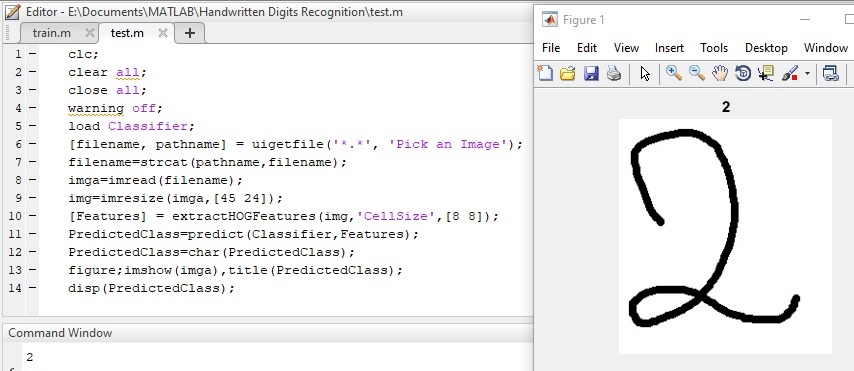 Editor - E:\Documents\MATLAB\Handwritten Digits Recognition\test.m
train.m test.m
1 clc;
2 clear all;
3 close all;
4 warning off;
5 load Classifier;
6 [filename, pathname] = uigetfile('*.*', 'Pick an Image');
7 filename=strcat(pathname,filename);
8 imga=imread(filename);
9 img=imresize(imga,[45 24]);
10 [Features] = extractHOGFeatures(img,'CellSize',[8 8]);
11 PredictedClass=predict(Classifier,Features);
12 PredictedClass=char(PredictedClass);
13 figure;imshow(imga),title(PredictedClass);
14 disp(PredictedClass);
Command Window
2
Figure 1
File Edit View Insert Tools Desktop Window
2
2